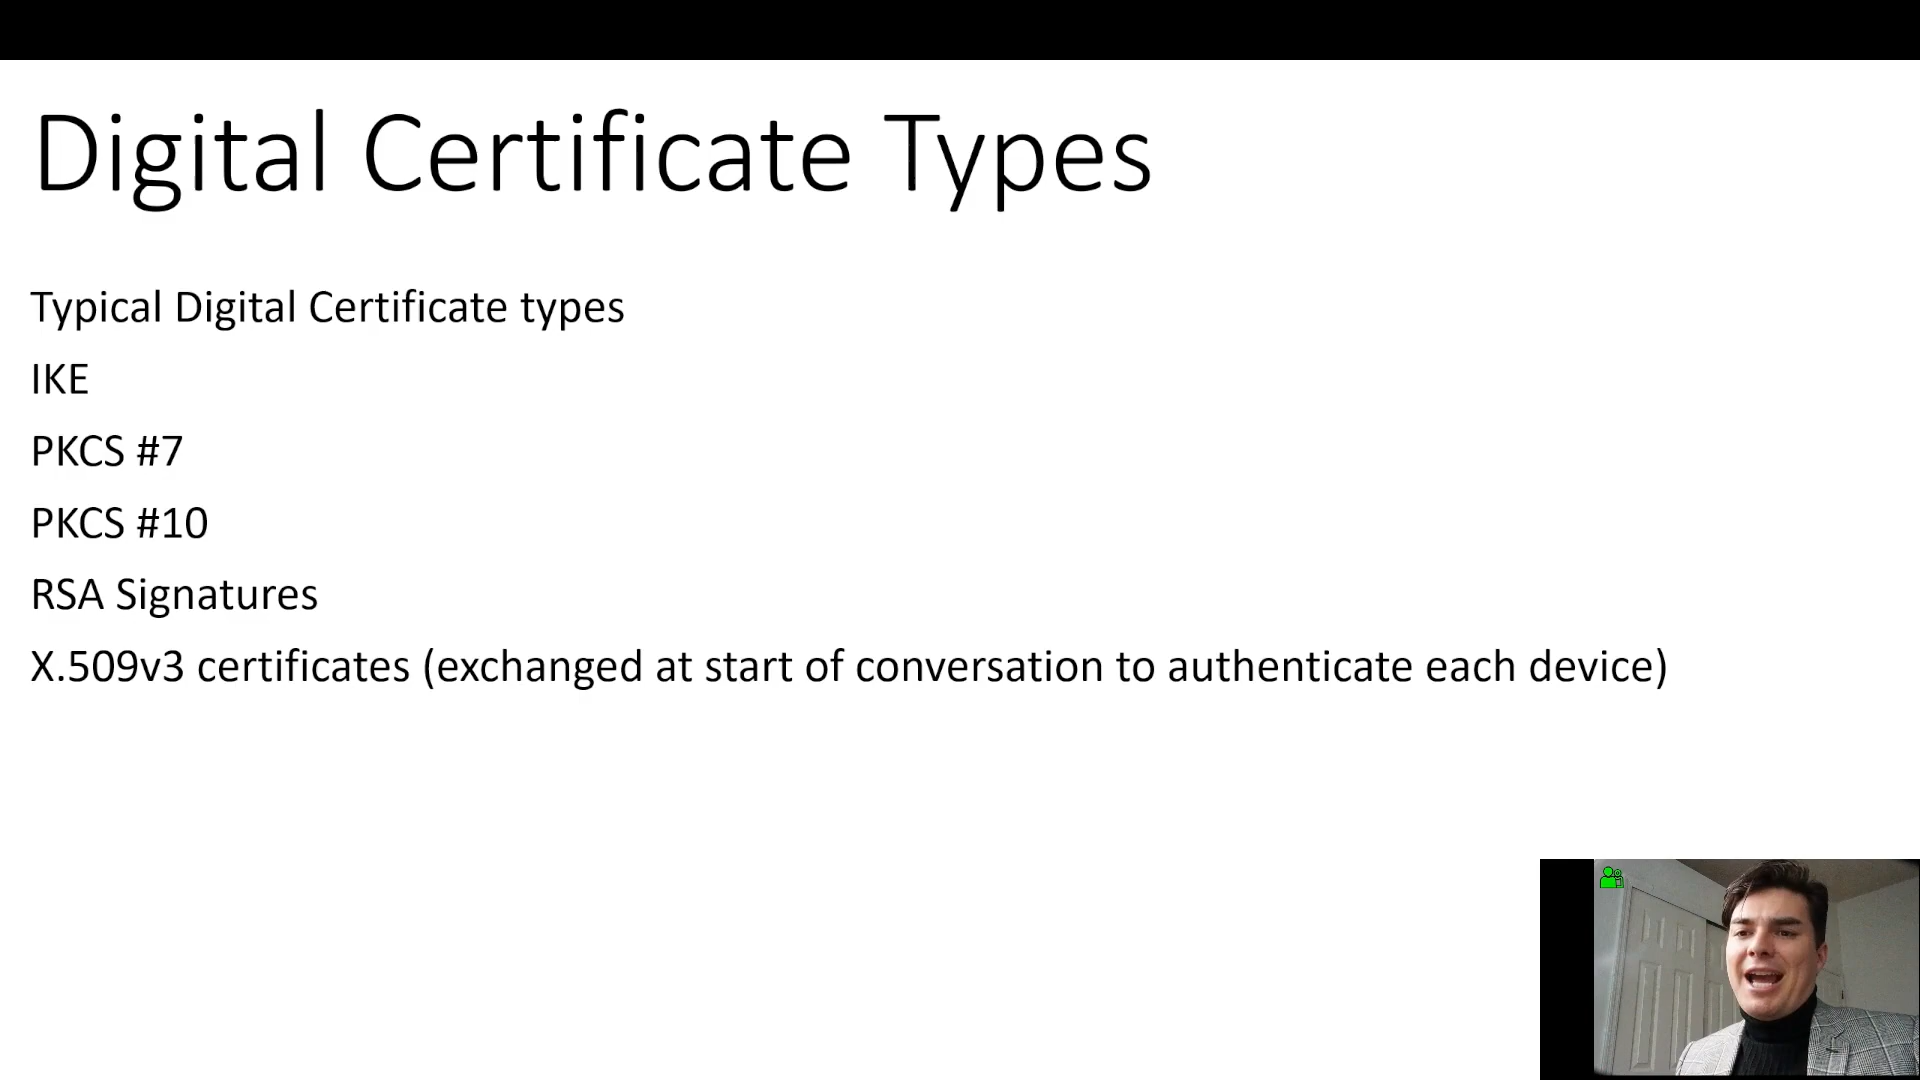 Digital Certificate Types
Typical Digital Certificate types
IKE
PKCS #7
PKCS #10
RSA Signatures
X.509v3 certificates (exchanged at start of conversation to authenticate each device)